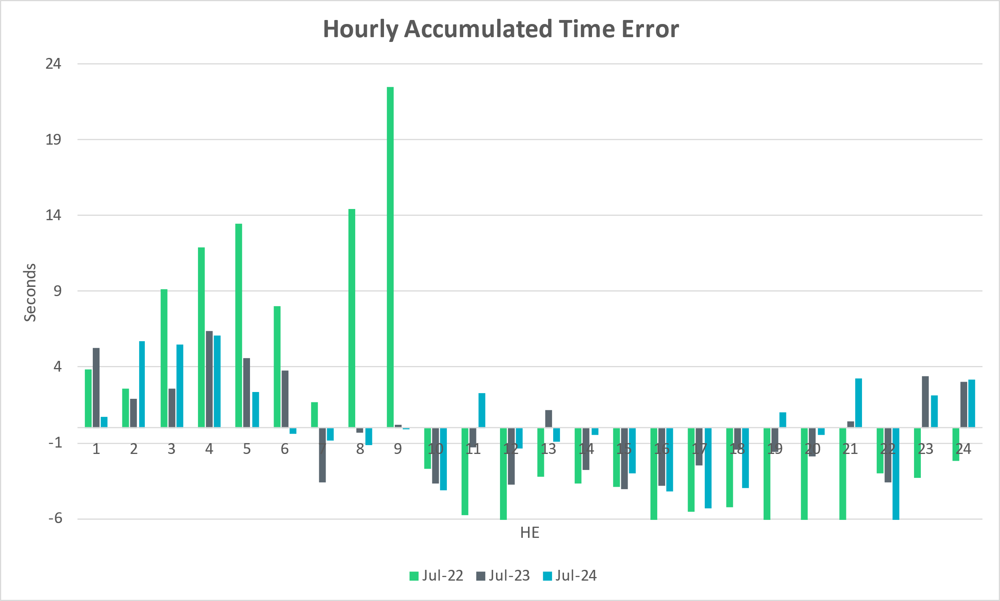 Hourly Accumulated Time Error
24
19
14
9
4
-1
-6
Seconds
1 2 3 4 5 6 7 8 9 10 11 12 13 14 15 16 17 18 19 20 21 22 23 24
HE
Jul-22 Jul-23 Jul-24